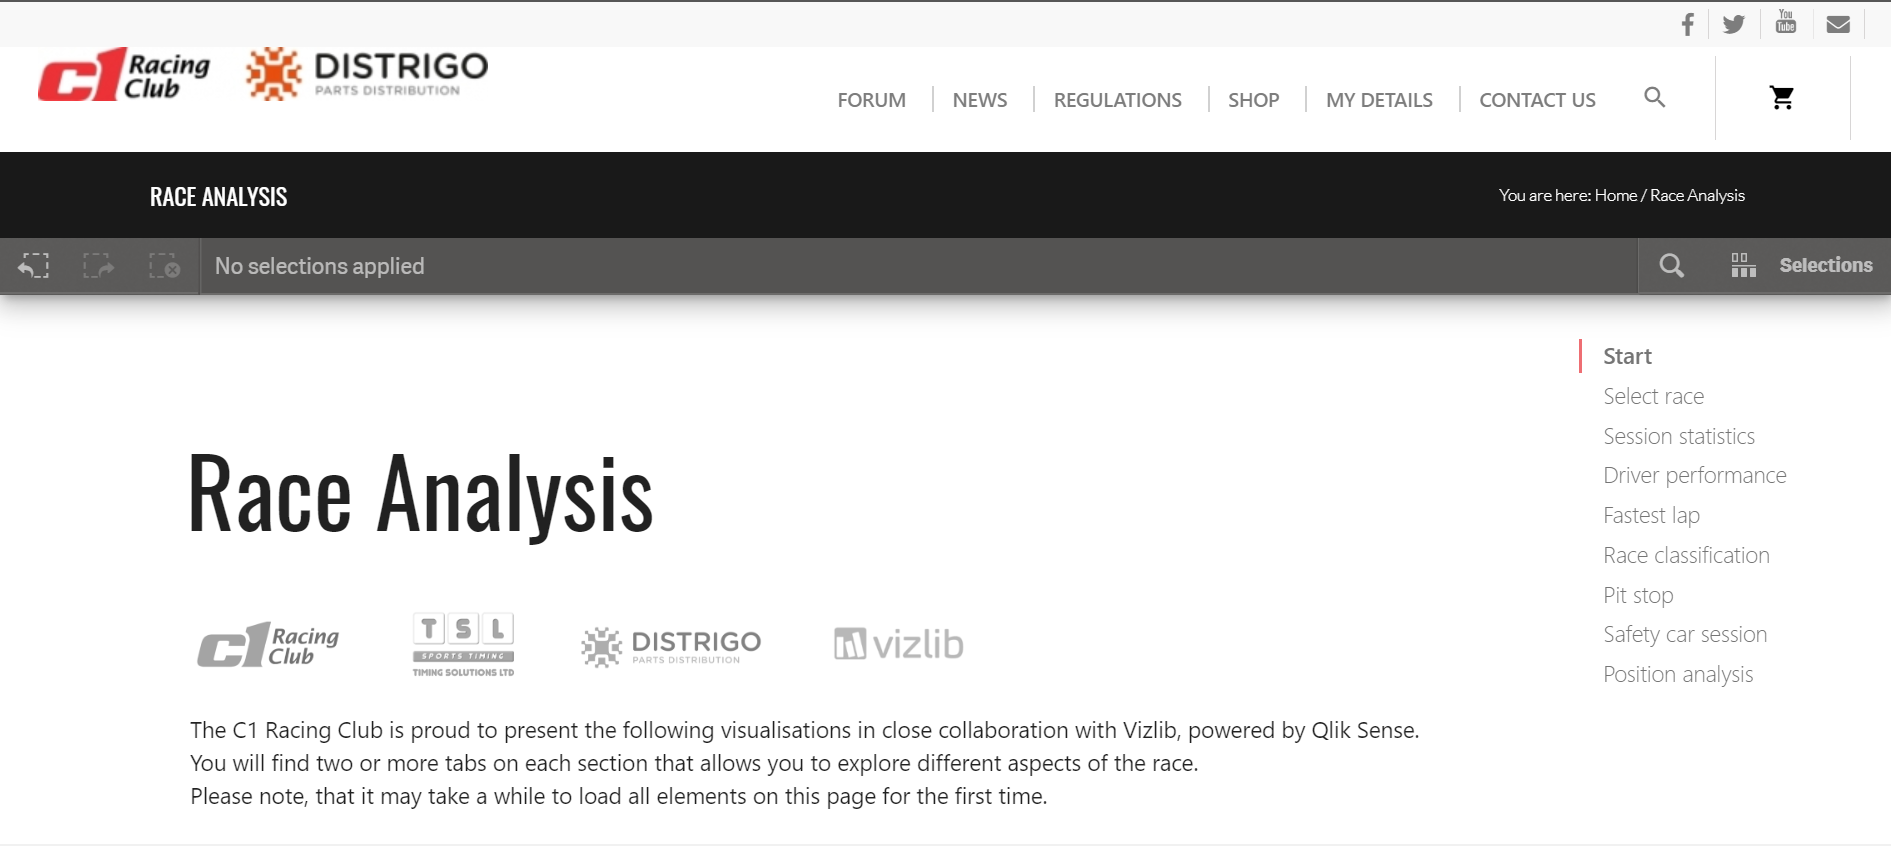 You
Tube
C1 Racing Club
DISTRIGO
PARTS DISTRIBUTION
FORUM
NEWS
REGULATIONS
SHOP
MY DETAILS
CONTACT US
RACE ANALYSIS
You are here: Home / Race Analysis
No selections applied
Selections
Start
Select race
Session statistics
Driver performance
Fastest lap
Race classification
Pit stop
Safety car session
Position analysis
Race Analysis
C1 Racing Club
TSL
SPORTS TIMING
TIMING SOLUTIONS LTD
DISTRIGO
PARTS DISTRIBUTION
vizlib
The C1 Racing Club is proud to present the following visualisations in close collaboration with Vizlib, powered by Qlik Sense.
You will find two or more tabs on each section that allows you to explore different aspects of the race.
Please note, that it may take a while to load all elements on this page for the first time.